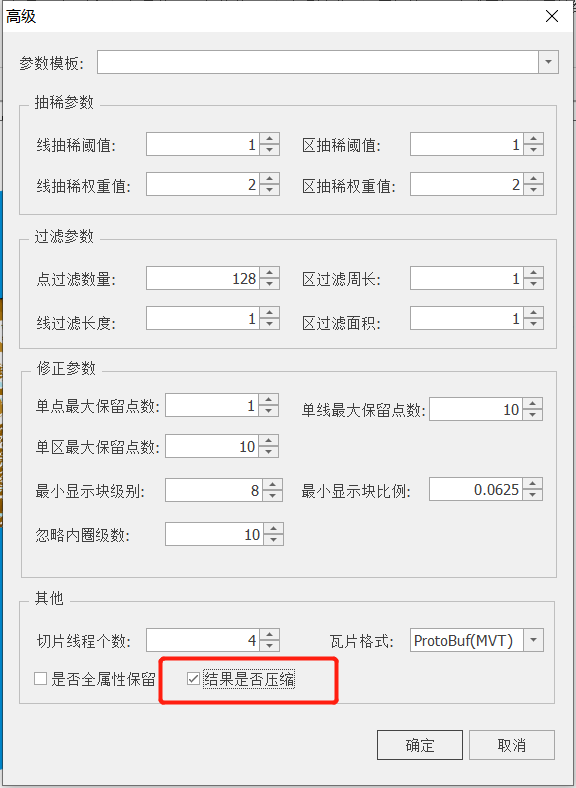 高级
参数模板:
抽稀参数
线抽稀阈值: 1 区抽稀阈值: 1
线抽稀权重值: 2 区抽稀权重值: 2
过滤参数
点过滤数量: 128 区过滤周长: 1
线过滤长度: 1 区过滤面积: 1
修正参数
单点最大保留点数: 1 单线最大保留点数: 10
单区最大保留点数: 10
最小显示块级别: 8 最小显示块比例: 0.0625
忽略内圈级数: 10
其他
切片线程个数: 4 瓦片格式: ProtoBuf(MVT)
是否全属性保留 结果是否压缩
确定 取消